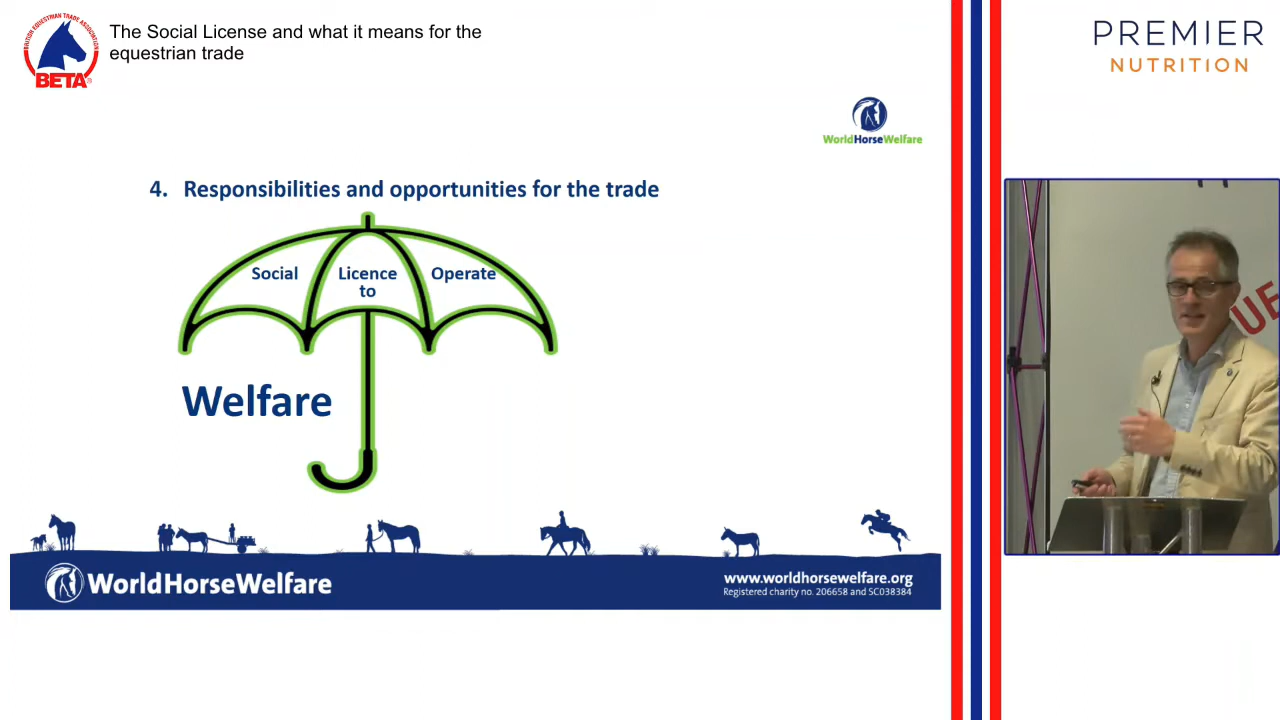 BRITISH EQUESTRIAN TRADE ASSOCIATION
BETA
The Social License and what it means for the
equestrian trade
PREMIER
NUTRITION
WorldHorseWelfare
4. Responsibilities and opportunities for the trade
Social Licence Operate
to
Welfare
UE
WorldHorseWelfare
www.worldhorsewelfare.org
Registered charity no. 206658 and SC038384